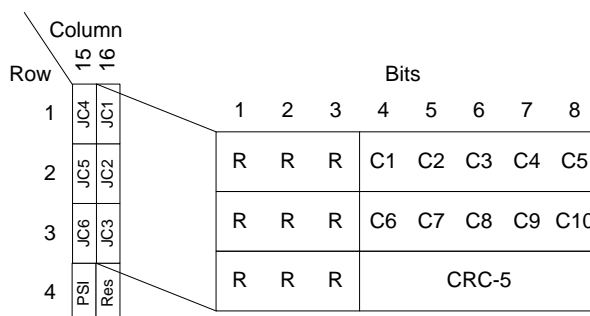 Column
15 16
Row Bits
1 JC4 JC1 1 2 3 4 5 6 7 8
R R R C1 C2 C3 C4 C5
2 JC5 JC2
3 JC6 JC3 R R R C6 C7 C8 C9 C10
4 PSI Res R R R CRC-5